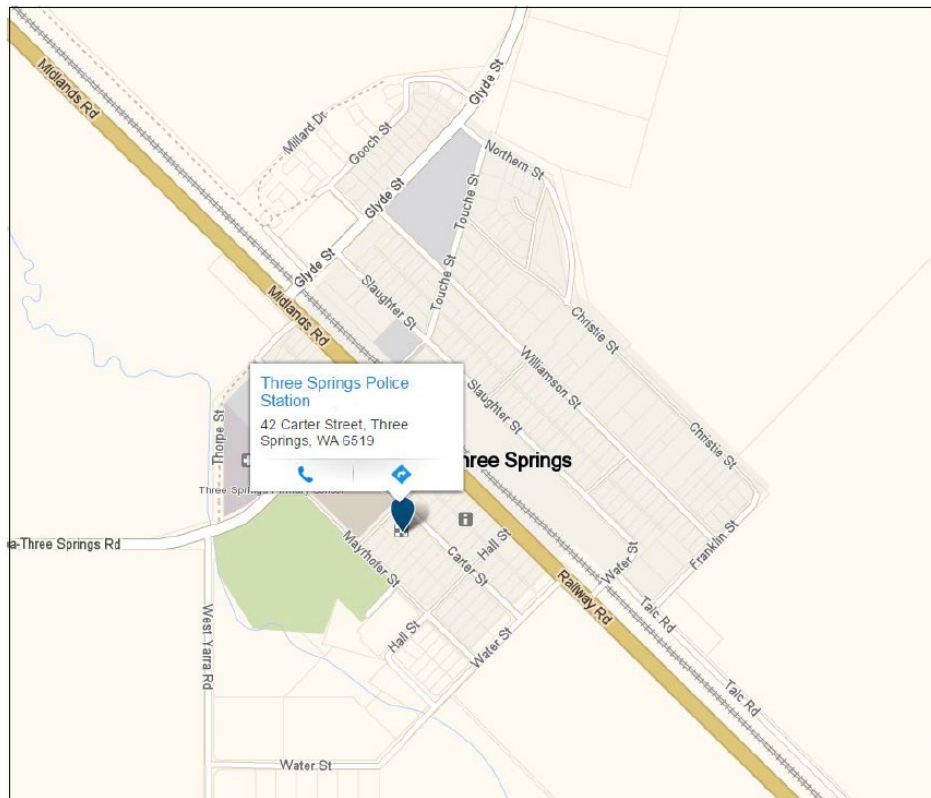 Midlands Rd
Glyde St
Millard Dr
Gooch St
Northern St
Glyde St
Touche St
Glyde St
Touche St
Midlands Rd
Slaughter St
Christie St
Williamson St
Three Springs Police
Station
42 Carter Street, Three
Springs, WA 6519
Slaughter St
Thorpe St
Christie St
hree Springs
Three Springs Primary School
a-Three Springs Rd
Mayrhofer St
Hall St
Carter St
Water St
Franklin St
Railway Rd
Talc Rd
West Yarra Rd
Hall St
Water St
Talc Rd
Water St